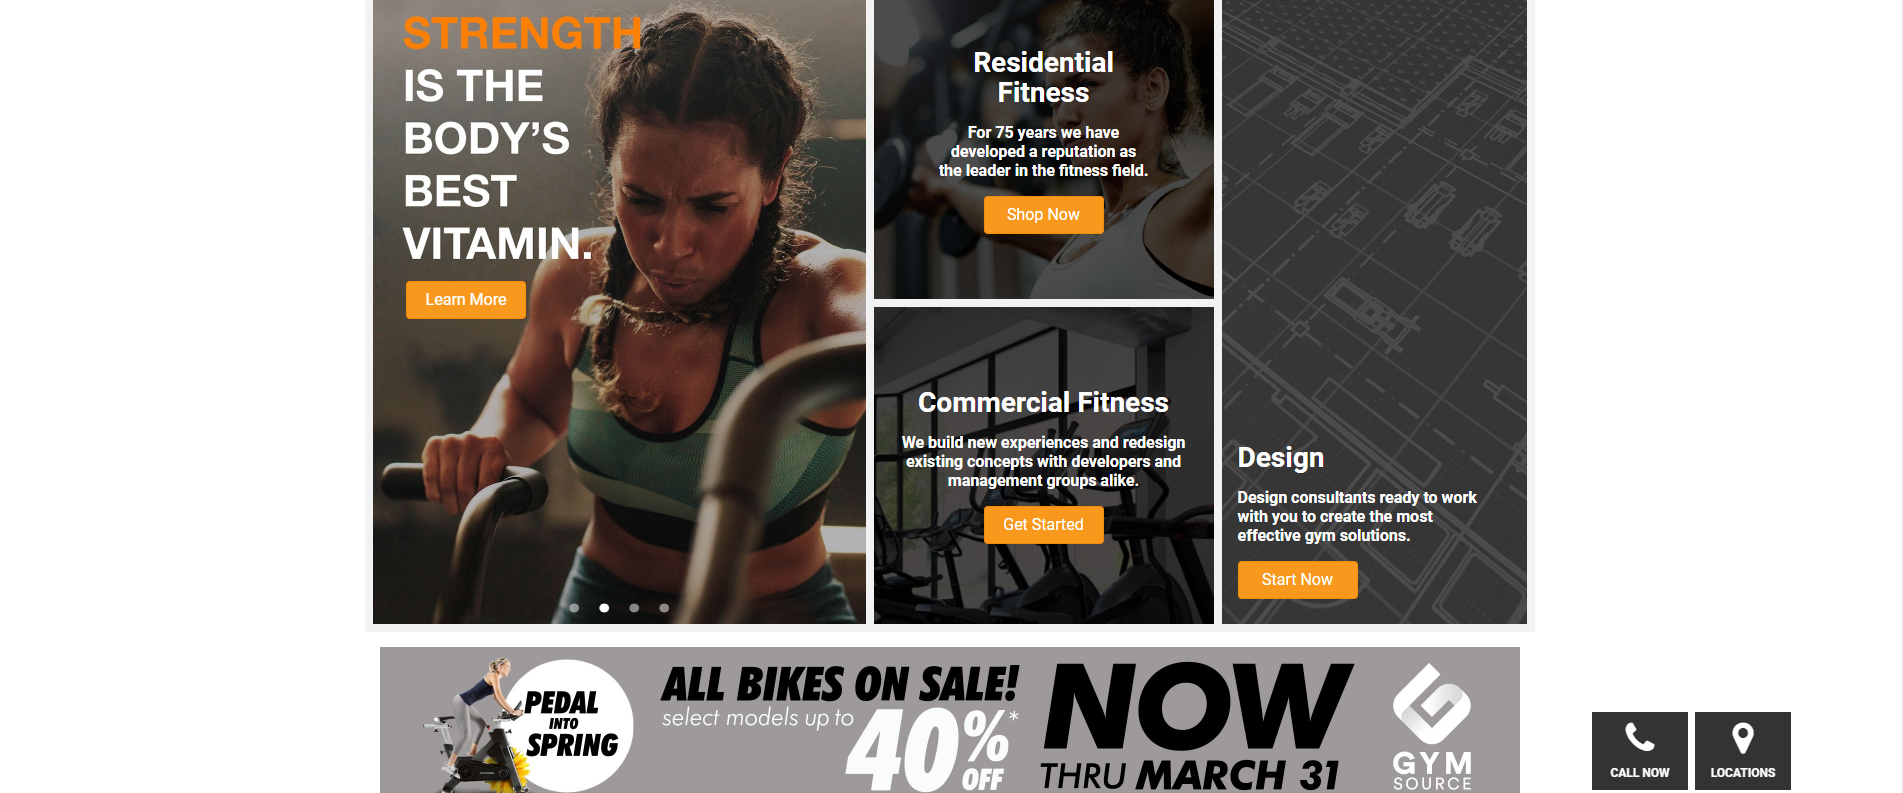 STRENGTH
IS THE
BODY’S
BEST
VITAMIN.
Learn More
Residential
Fitness
For 75 years we have
developed a reputation as
the leader in the fitness field.
Shop Now
Commercial Fitness
We build new experiences and redesign
existing concepts with developers and
management groups alike.
Get Started
Design
Design consultants ready to work
with you to create the most
effective gym solutions.
Start Now
PEDAL
INTO
SPRING
ALL BIKES ON SALE!
select models up to
40%*
OFF
NOW
THRU MARCH 31
GYM
SOURCE
CALL NOW
LOCATIONS